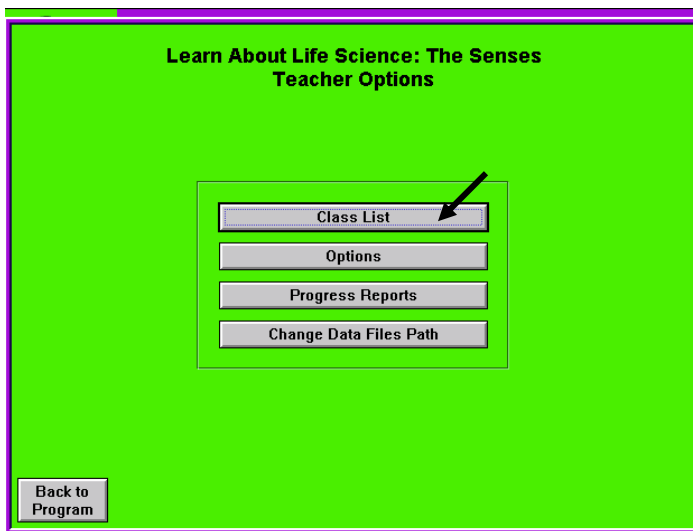 Learn About Life Science: The Senses
Teacher Options
Class List
Options
Progress Reports
Change Data Files Path
Back to
Program